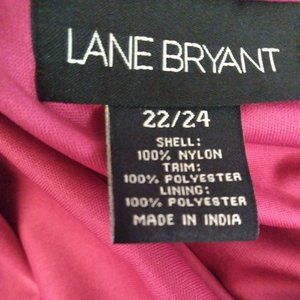 LANE BRYANT
22/24
SHELL:
100% NYLON
TRIM:
100% POLYESTER
LINING:
100% POLYESTER
MADE IN INDIA